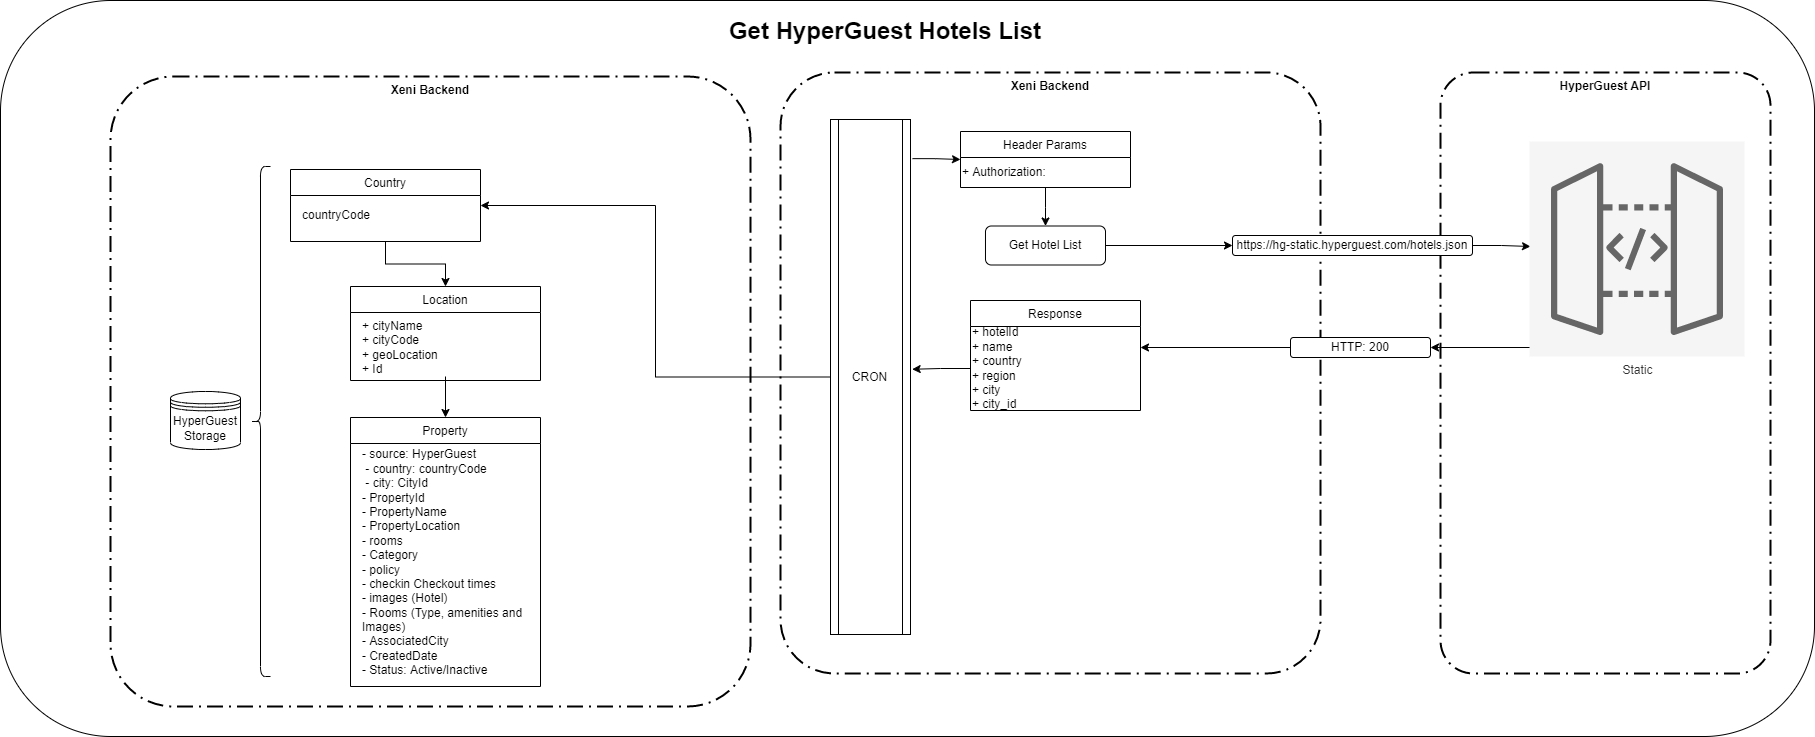 Get HyperGuest Hotels List
Xeni Backend
HyperGuest
Storage
Country
countryCode
Location
+ cityName
+ cityCode
+ geoLocation
+ Id
Property
- source: HyperGuest
- country: countryCode
- city: CityId
- PropertyId
- PropertyName
- PropertyLocation
- rooms
- Category
- policy
- checkin Checkout times
- images (Hotel)
- Rooms (Type, amenities and
Images)
- AssociatedCity
- CreatedDate
- Status: Active/Inactive
Xeni Backend
CRON
Header Params
+ Authorization:
Get Hotel List
https://hg-static.hyperguest.com/hotels.json
Response
+ hotelId
+ name
+ country
+ region
+ city
+ city_id
HTTP: 200
HyperGuest API
</>
Static